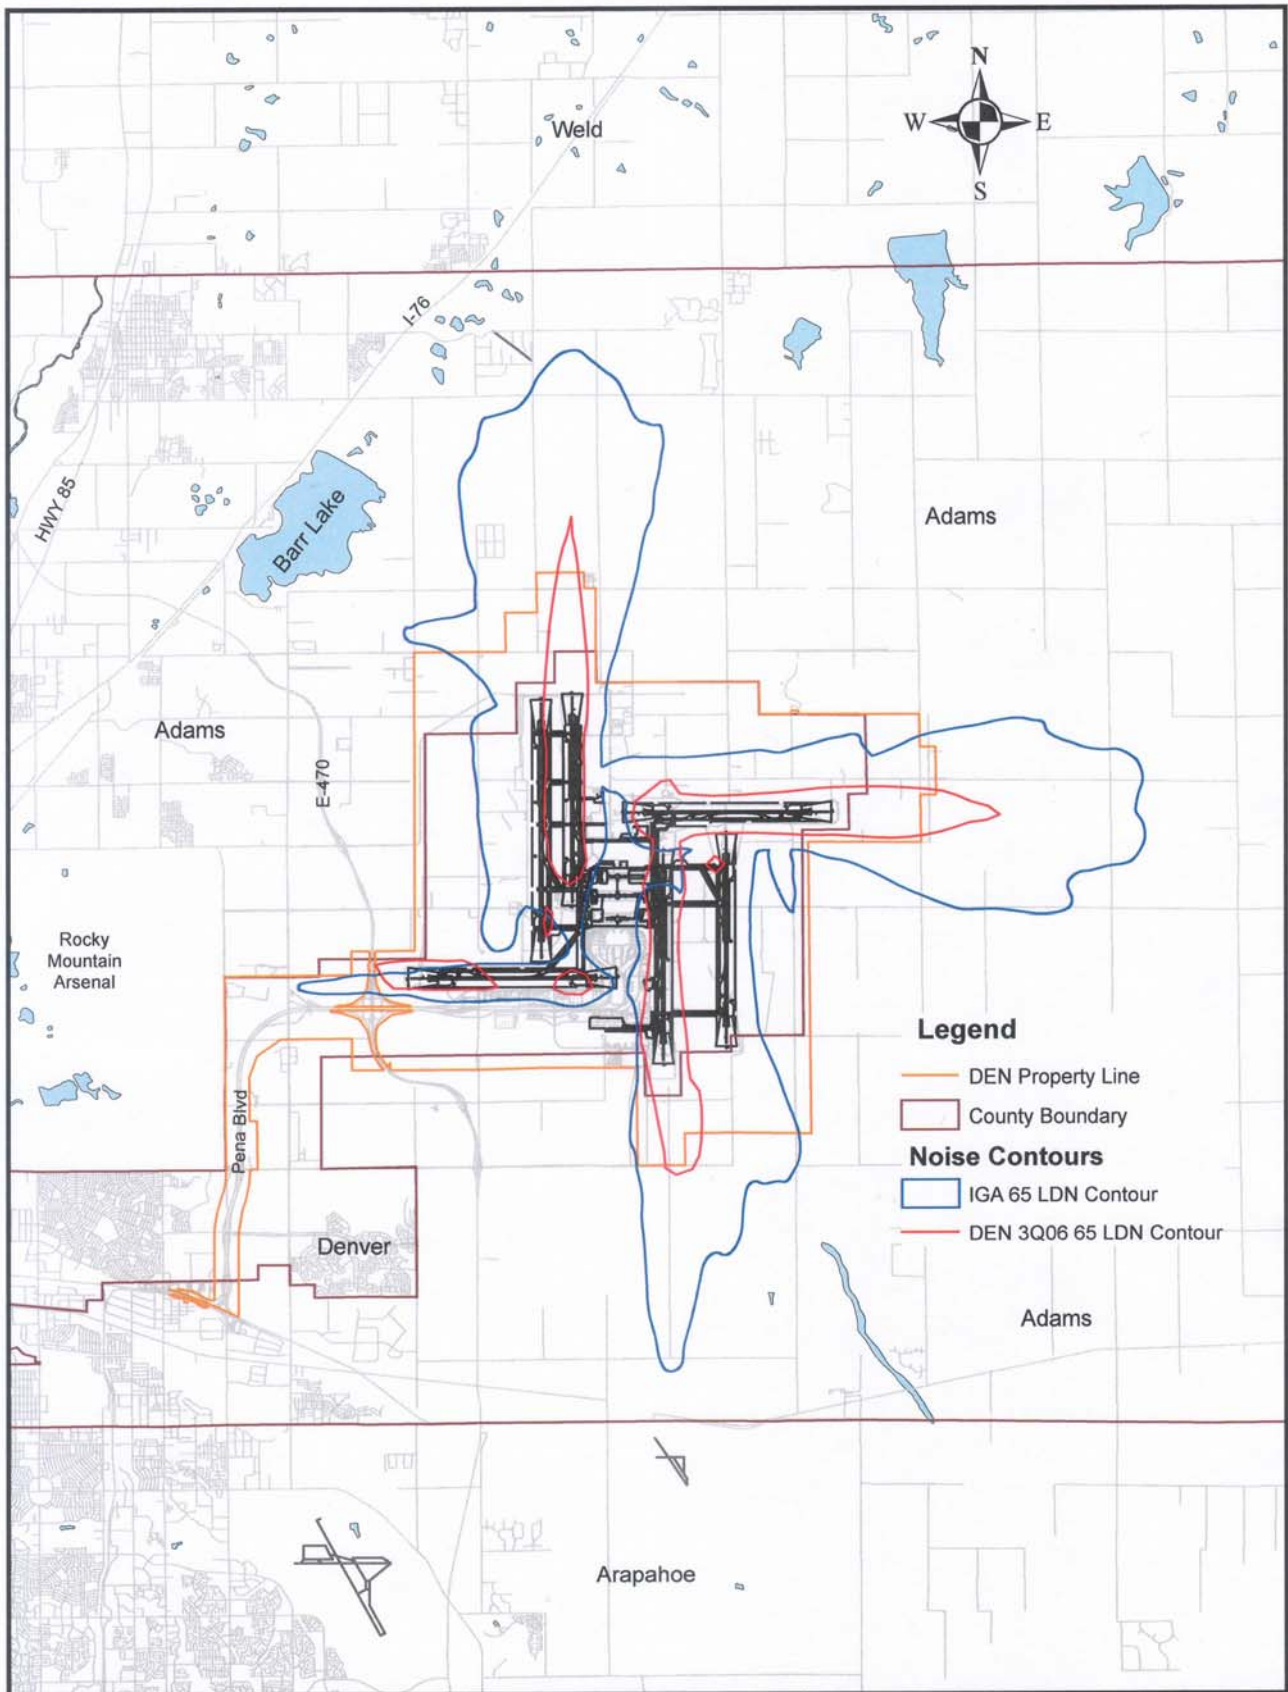 N
Weld
W
E
S
I-76
HWY 85
Barr Lake
Adams
Adams
E-470
Rocky
Mountain
Arsenal
Legend
DEN Property Line
County Boundary
Noise Contours
IGA 65 LDN Contour
DEN 3Q06 65 LDN Contour
Pena Blvd
Denver
Adams
Arapahoe